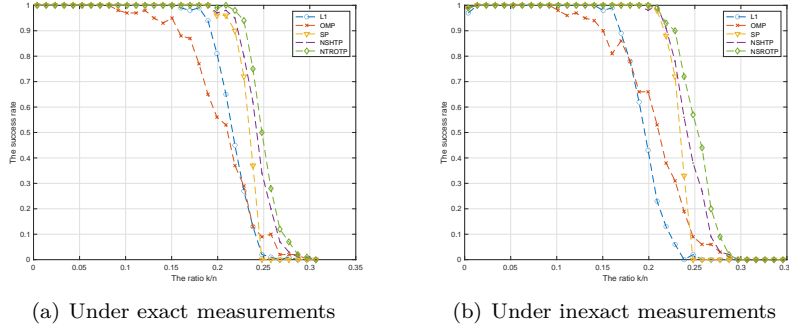 1
0.9
0.8
0.7
0.6
0.5
0.4
0.3
0.2
0.1
0
The success rate
0
0.05
0.1
0.15
0.2
0.25
0.3
0.35
The ratio k/n
L1
OMP
SP
NSHTP
NTROTP
(a) Under exact measurements
1
0.9
0.8
0.7
0.6
0.5
0.4
0.3
0.2
0.1
0
The success rate
0
0.05
0.1
0.15
0.2
0.25
0.3
0.35
The ratio k/n
L1
OMP
SP
NSHTP
NSROTP
(b) Under inexact measurements